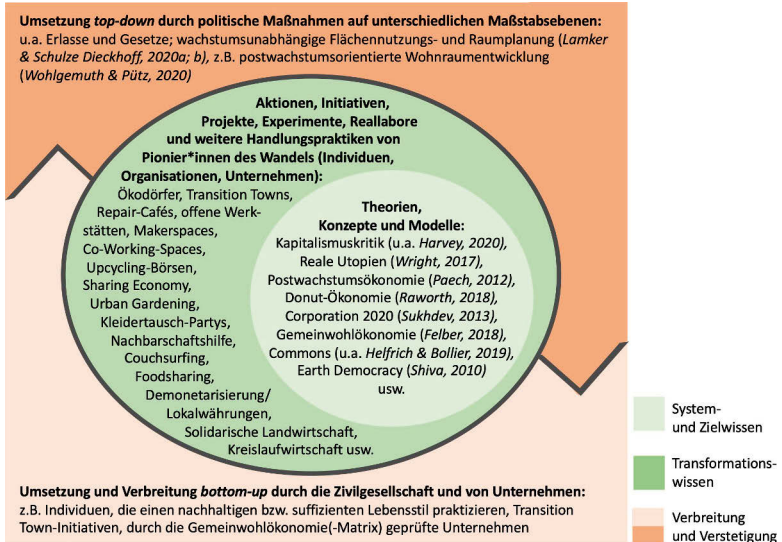 Umsetzung top-down durch politische Maßnahmen auf unterschiedlichen Maßstabsebenen:
u.a. Erlasse und Gesetze; wachstumsunabhängige Flächennutzungs- und Raumplanung (Lamker
& Schulze Dieckhoff, 2020a; b), z.B. postwachstumsorientierte Wohnraumentwicklung
(Wohlgemuth & Pütz, 2020)
Aktionen, Initiativen,
Projekte, Experimente, Reallabore
und weitere Handlungspraktiken von
Pionier*innen des Wandels (Individuen,
Organisationen, Unternehmen):
Ökodörfer, Transition Towns,
Repair-Cafés, offene Werk-
stätten, Makerspaces,
Co-Working-Spaces,
Upcycling-Börsen,
Sharing Economy,
Urban Gardening,
Kleidertausch-Partys,
Nachbarschaftshilfe,
Couchsurfing,
Foodsharing,
Demonetarisierung/
Lokalwährungen,
Solidarische Landwirtschaft,
Kreislaufwirtschaft usw.
Theorien,
Konzepte und Modelle:
Kapitalismuskritik (u.a. Harvey, 2020),
Reale Utopien (Wright, 2017),
Postwachstumsökonomie (Paech, 2012),
Donut-Ökonomie (Raworth, 2018),
Corporation 2020 (Sukhdev, 2013),
Gemeinwohlökonomie (Felber, 2018),
Commons (u.a. Helfrich & Bollier, 2019),
Earth Democracy (Shiva, 2010)
usw.
Umsetzung und Verbreitung bottom-up durch die Zivilgesellschaft und von Unternehmen:
z.B. Individuen, die einen nachhaltigen bzw. suffizienten Lebensstil praktizieren, Transition
Town-Initiativen, durch die Gemeinwohlökonomie(-Matrix) geprüfte Unternehmen
System-
und Zielwissen
Transformations-
wissen
Verbreitung
und Verstetigung